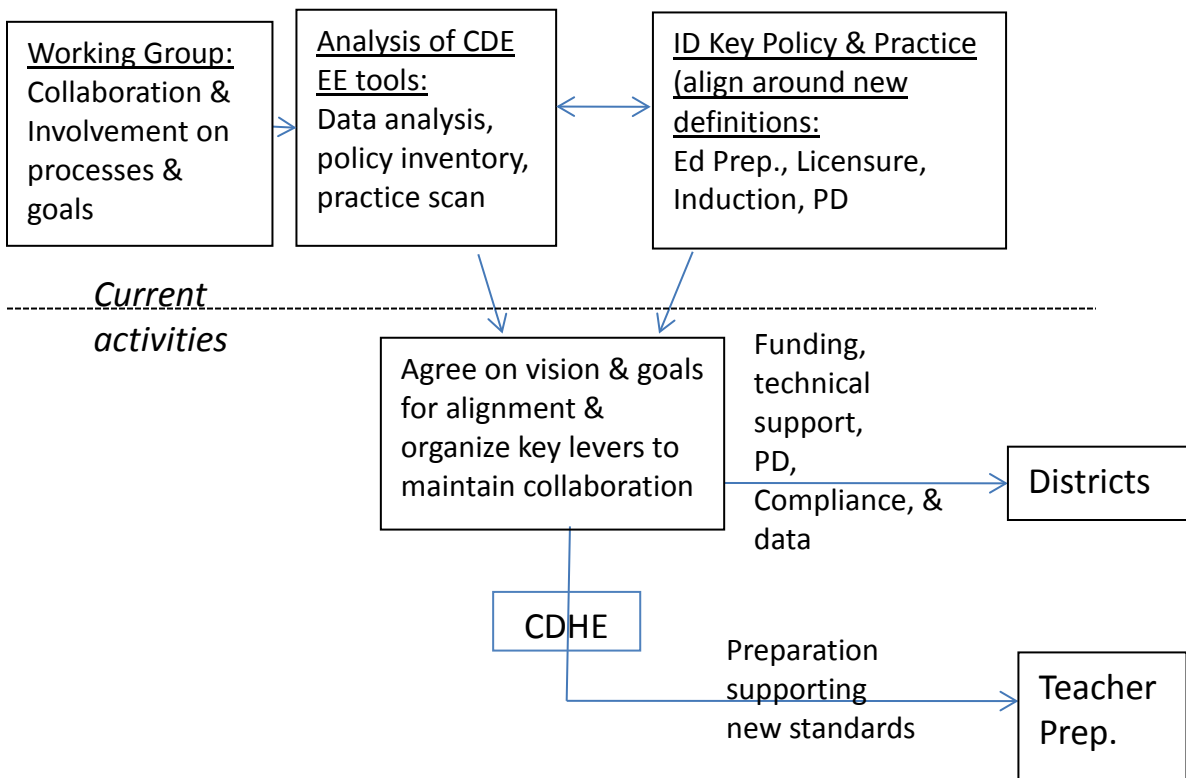 Working Group:
Collaboration &
Involvement on
processes &
goals
Analysis of CDE
EE tools:
Data analysis,
policy inventory,
practice scan
ID Key Policy & Practice
(align around new
definitions:
Ed Prep., Licensure,
Induction, PD
Current
activities
Agree on vision & goals
for alignment &
organize key levers to
maintain collaboration
Funding,
technical
support,
PD,
Compliance, &
data
Districts
CDHE
Preparation
supporting
new standards
Teacher
Prep.